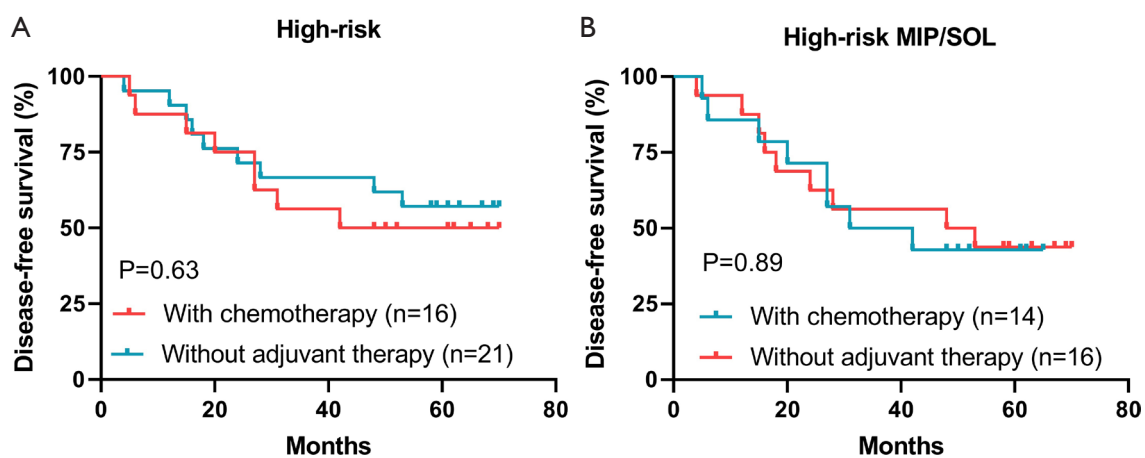 A
High-risk
Disease-free survival (%)
100
75
50
25
0
P=0.63
With chemotherapy (n=16)
Without adjuvant therapy (n=21)
0 20 40 60 80
Months
B
High-risk MIP/SOL
Disease-free survival (%)
100
75
50
25
0
P=0.89
With chemotherapy (n=14)
Without adjuvant therapy (n=16)
0 20 40 60 80
Months